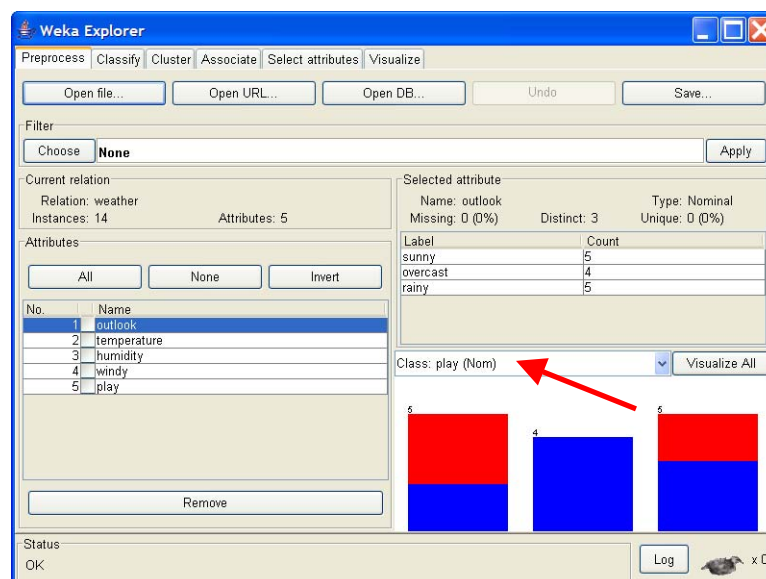 Weka Explorer
Preprocess Classify Cluster Associate Select attributes Visualize
Open file... Open URL... Open DB... Undo Save...
Filter
Choose None Apply
Current relation
Relation: weather
Instances: 14 Attributes: 5
Selected attribute
Name: outlook Type: Nominal
Missing: 0 (0%) Distinct: 3 Unique: 0 (0%)
Attributes
All None Invert
No. Name
1 outlook
2 temperature
3 humidity
4 windy
5 play
Remove
Label Count
sunny 5
overcast 4
rainy 5
Class: play (Nom) Visualize All
5 4 5
Status
OK
Log x 0